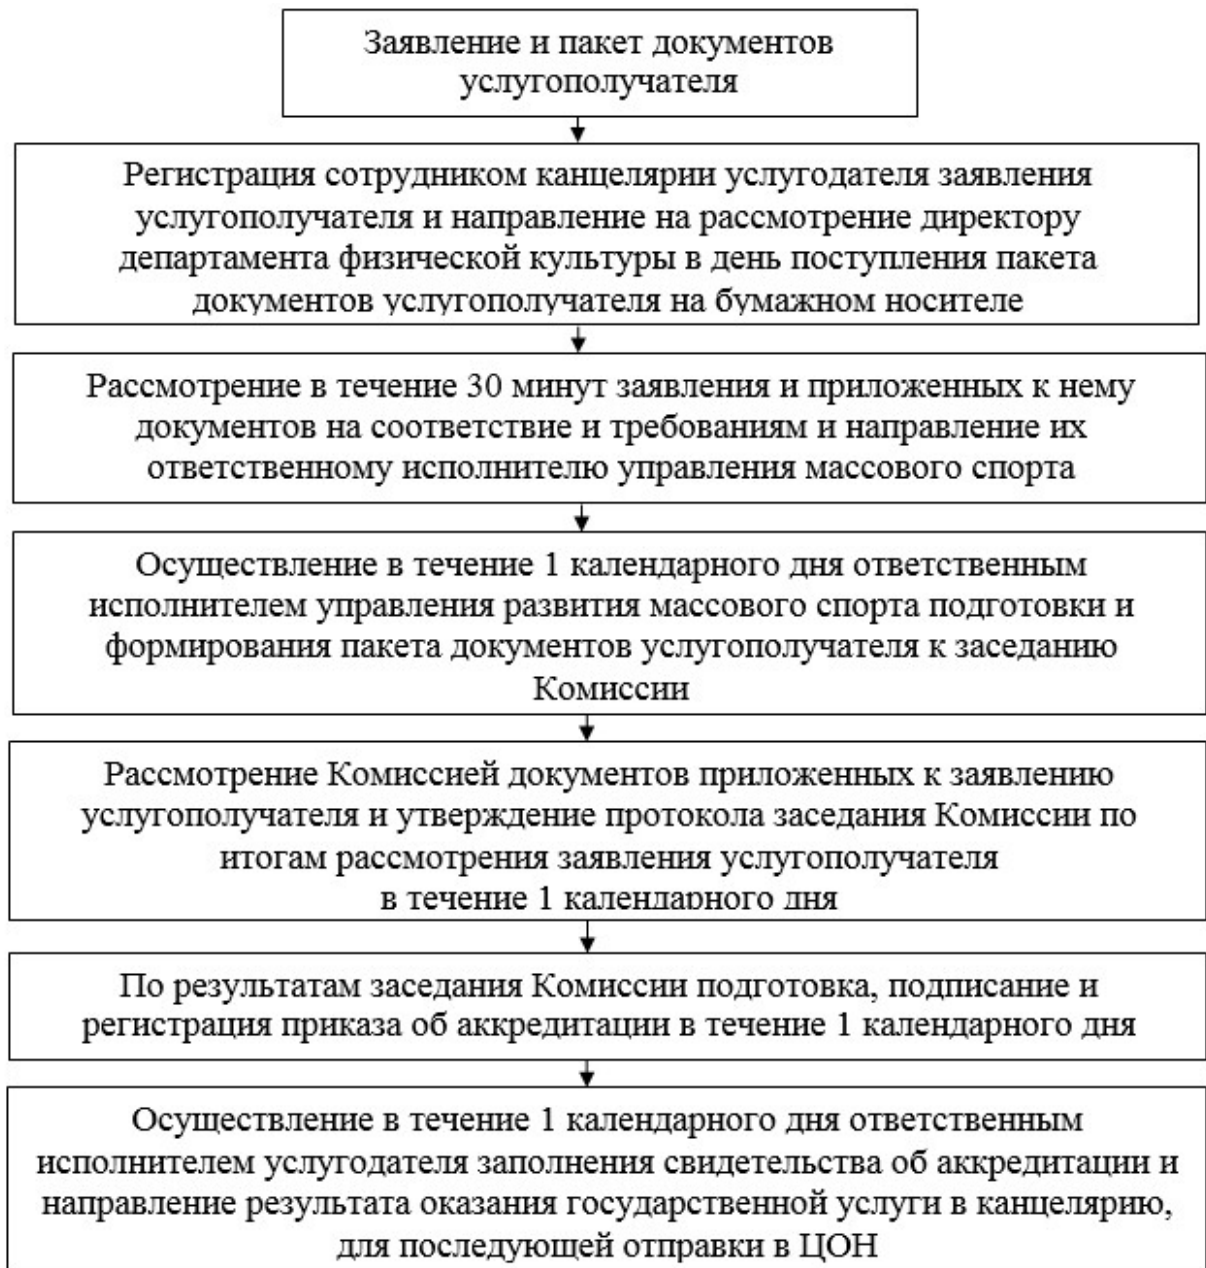 Заявление и пакет документов
услугополучателя
Регистрация сотрудником канцелярии услугодателя заявления
услугополучателя и направление на рассмотрение директору
департамента физической культуры в день поступления пакета
документов услугополучателя на бумажном носителе
Рассмотрение в течение 30 минут заявления и приложенных к нему
документов на соответствие и требованиям и направление их
ответственному исполнителю управления массового спорта
Осуществление в течение 1 календарного дня ответственным
исполнителем управления развития массового спорта подготовки и
формирования пакета документов услугополучателя к заседанию
Комиссии
Рассмотрение Комиссией документов приложенных к заявлению
услугополучателя и утверждение протокола заседания Комиссии по
итогам рассмотрения заявления услугополучателя
в течение 1 календарного дня
По результатам заседания Комиссии подготовка, подписание и
регистрация приказа об аккредитации в течение 1 календарного дня
Осуществление в течение 1 календарного дня ответственным
исполнителем услугодателя заполнения свидетельства об аккредитации и
направление результата оказания государственной услуги в канцелярию,
для последующей отправки в ЦОН